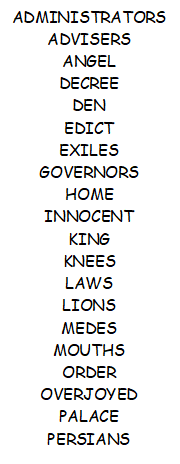 ADMINISTRATORS
ADVISERS
ANGEL
DECREE
DEN
EDICT
EXILES
GOVERNORS
HOME
INNOCENT
KING
KNEES
LAWS
LIONS
MEDES
MOUTHS
ORDER
OVERJOYED
PALACE
PERSIANS